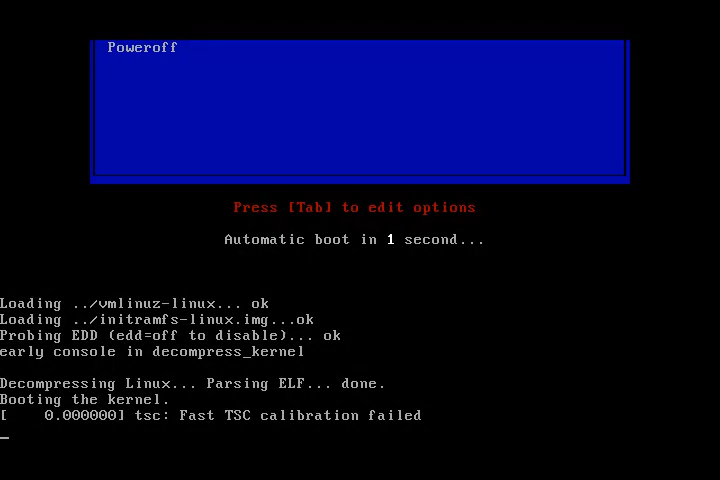 Poweroff
Press [Tab] to edit options
Automatic boot in 1 second...
Loading ../vmlinuz-linux... ok
Loading ../initramfs-linux.img...ok
Probing EDD (edd=off to disable)... ok
early console in decompress_kernel
Decompressing Linux... Parsing ELF... done.
Booting the kernel.
[    0.000000] tsc: Fast TSC calibration failed
_